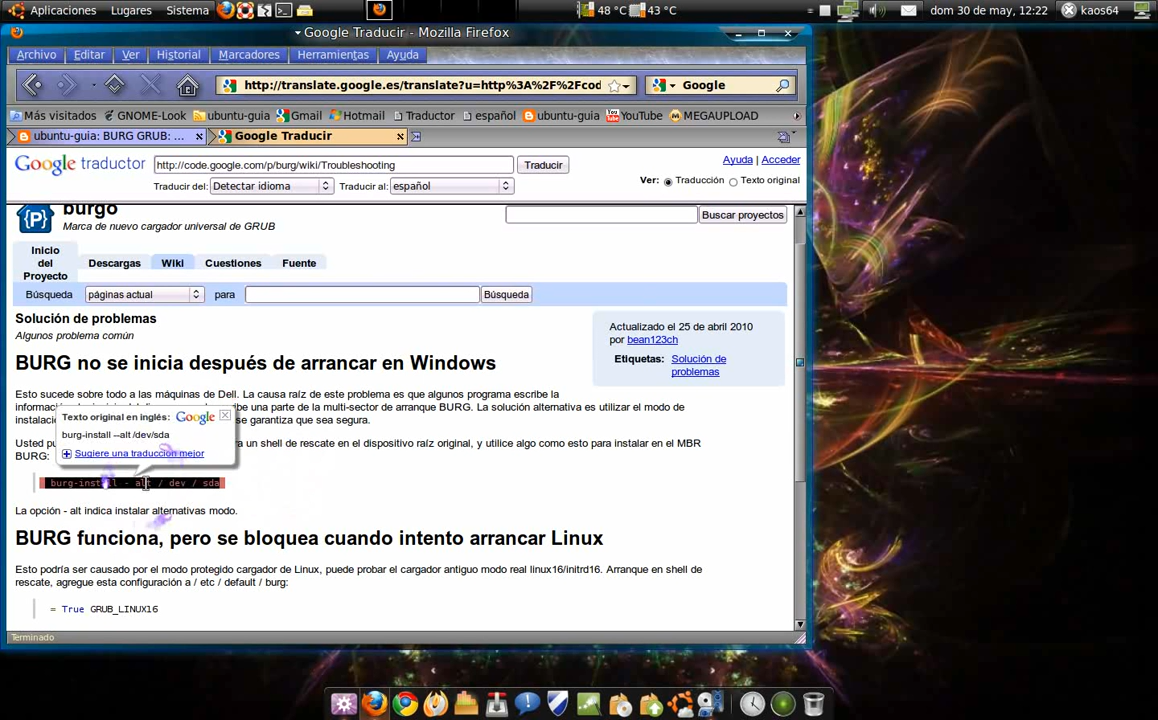 Aplicaciones Lugares Sistema 48 °C 43 °C dom 30 de may, 12:22 kaos64
Google Traducir - Mozilla Firefox
Archivo Editar Ver Historial Marcadores Herramientas Ayuda
http://translate.google.es/translate?u=http%3A%2F%2Fcod Google
Más visitados GNOME-Look ubuntu-guia Gmail Hotmail Traductor español ubuntu-guia YouTube MEGAUPLOAD
ubuntu-guia: BURG GRUB: ... Google Traducir
Google traductor http://code.google.com/p/burg/wiki/Troubleshooting Traducir Ayuda | Acceder
Traducir del: Detectar idioma Traducir al: español Ver: Traducción Texto original
burgo
Marca de nuevo cargador universal de GRUB
Buscar proyectos
Inicio del Proyecto Descargas Wiki Cuestiones Fuente
Búsqueda páginas actual para Búsqueda
Solución de problemas
Algunos problema común
Actualizado el 25 de abril 2010
por bean123ch
Etiquetas: Solución de
problemas
BURG no se inicia después de arrancar en Windows
Esto sucede sobre todo a las máquinas de Dell. La causa raíz de este problema es que algunos programa escribe la
una parte de la multi-sector de arranque BURG. La solución alternativa es utilizar el modo de
se garantiza que sea segura.
Texto original en inglés: Google
burg-install --alt /dev/sda
Sugiere una traducción mejor
un shell de rescate en el dispositivo raíz original, y utilice algo como esto para instalar en el MBR
BURG:
burg-install - alt / dev / sda
La opción - alt indica instalar alternativas modo.
BURG funciona, pero se bloquea cuando intento arrancar Linux
Esto podría ser causado por el modo protegido cargador de Linux, puede probar el cargador antiguo modo real linux16/initrd16. Arranque en shell de
rescate, agregue esta configuración a / etc / default / burg:
= True GRUB_LINUX16
Terminado